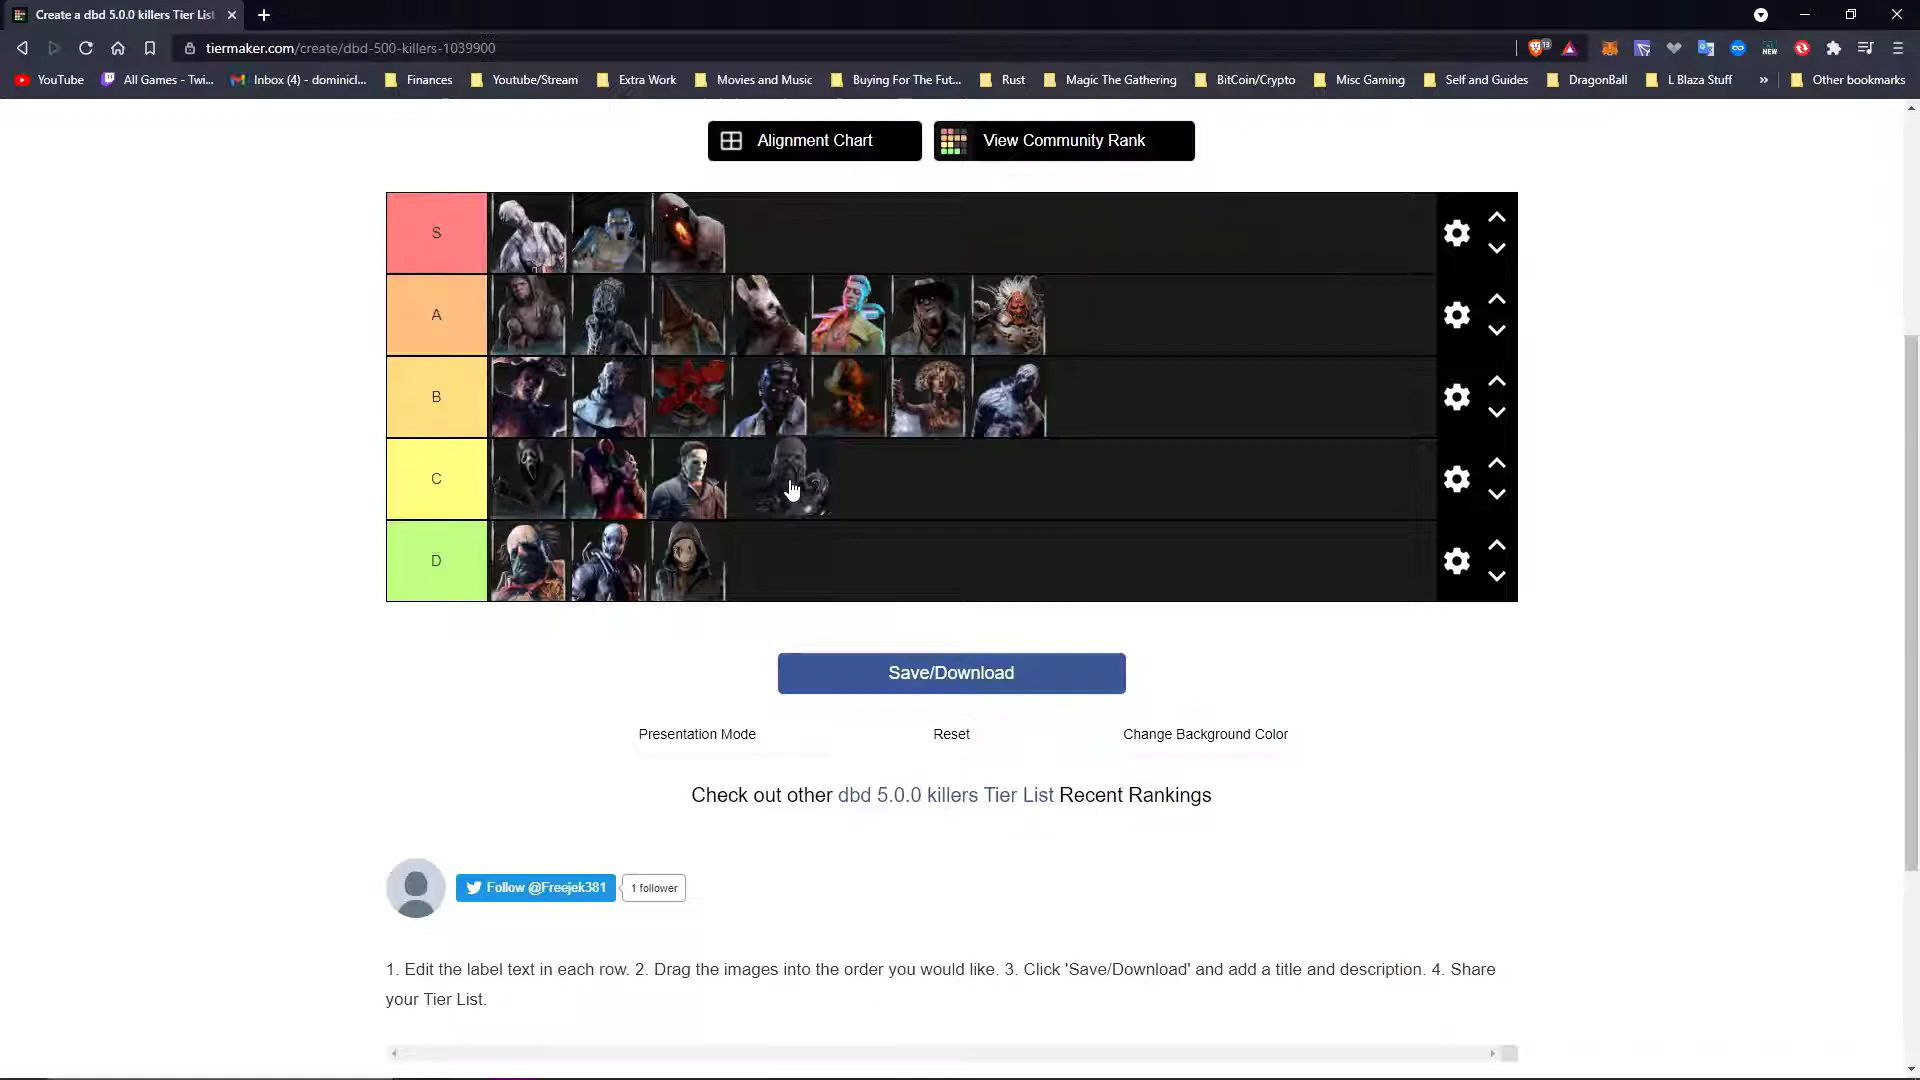 Create a dbd 5.0.0 killers Tier List
tiermaker.com/create/dbd-500-killers-1039900
13
NEW
YouTube
All Games - Twi...
Inbox (4) - dominicl...
Finances
Youtube/Stream
Extra Work
Movies and Music
Buying For The Fut...
Rust
Magic The Gathering
BitCoin/Crypto
Misc Gaming
Self and Guides
DragonBall
L Blaza Stuff
»
Other bookmarks
Alignment Chart
View Community Rank
S
A
B
C
D
Save/Download
Presentation Mode
Reset
Change Background Color
Check out other dbd 5.0.0 killers Tier List Recent Rankings
Follow @Freejek381
1 follower
1. Edit the label text in each row. 2. Drag the images into the order you would like. 3. Click 'Save/Download' and add a title and description. 4. Share
your Tier List.